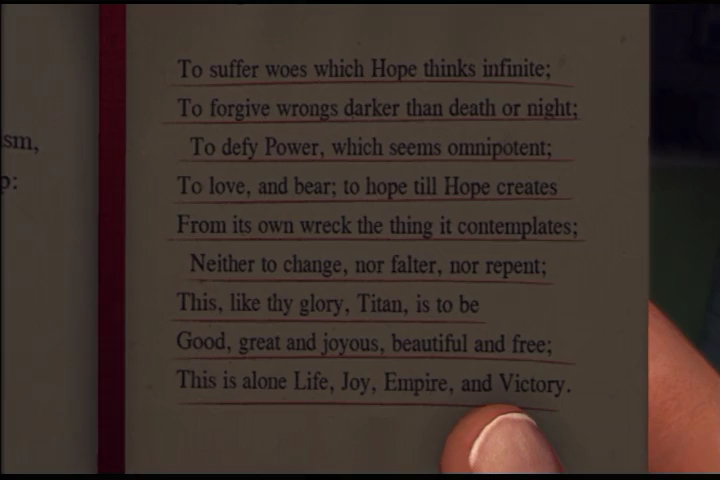 sm,
p:
To suffer woes which Hope thinks infinite;
To forgive wrongs darker than death or night;
To defy Power, which seems omnipotent;
To love, and bear; to hope till Hope creates
From its own wreck the thing it contemplates;
Neither to change, nor falter, nor repent;
This, like thy glory, Titan, is to be
Good, great and joyous, beautiful and free;
This is alone Life, Joy, Empire, and Victory.